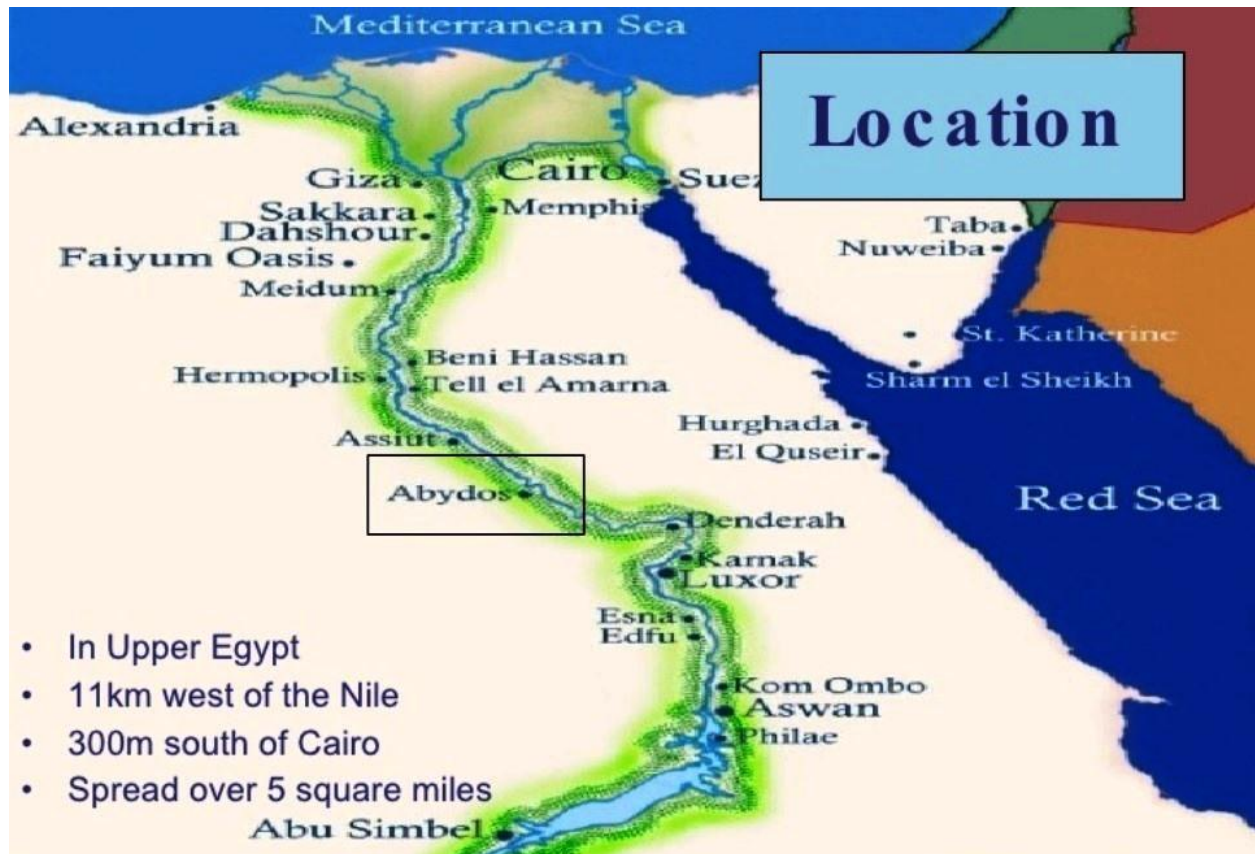 Mediterranean Sea
Location
Alexandria
Giza
Cairo
Suez
Sakkara
Memphis
Dahshour
Taba
Nuweiba
Faiyum Oasis
Meidum
St. Katherine
Beni Hassan
Hermopolis
Tell el Amarna
Sharm el Sheikh
Hurghada
Assiut
El Quseir
Abydos
Red Sea
Denderah
Karnak
Luxor
Esna
Edfu
Kom Ombo
Aswan
Philae
• In Upper Egypt
• 11km west of the Nile
• 300m south of Cairo
• Spread over 5 square miles
Abu Simbel